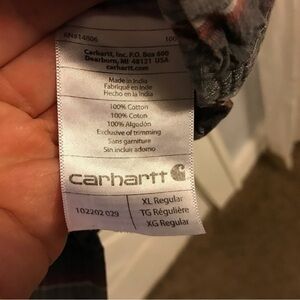 RN#14806
Carhartt, Inc. P.O. Box 600
Dearborn, MI 48121 USA
carhartt.com
Made in India
Fabriqué en Inde
Hecho en la India
100% Cotton
100% Coton
100% Algodón
Exclusive of trimming
Sans garniture
Sin incluir adorno
carhartt
102202 029
XL Regular
TG Régulière
XG Regular